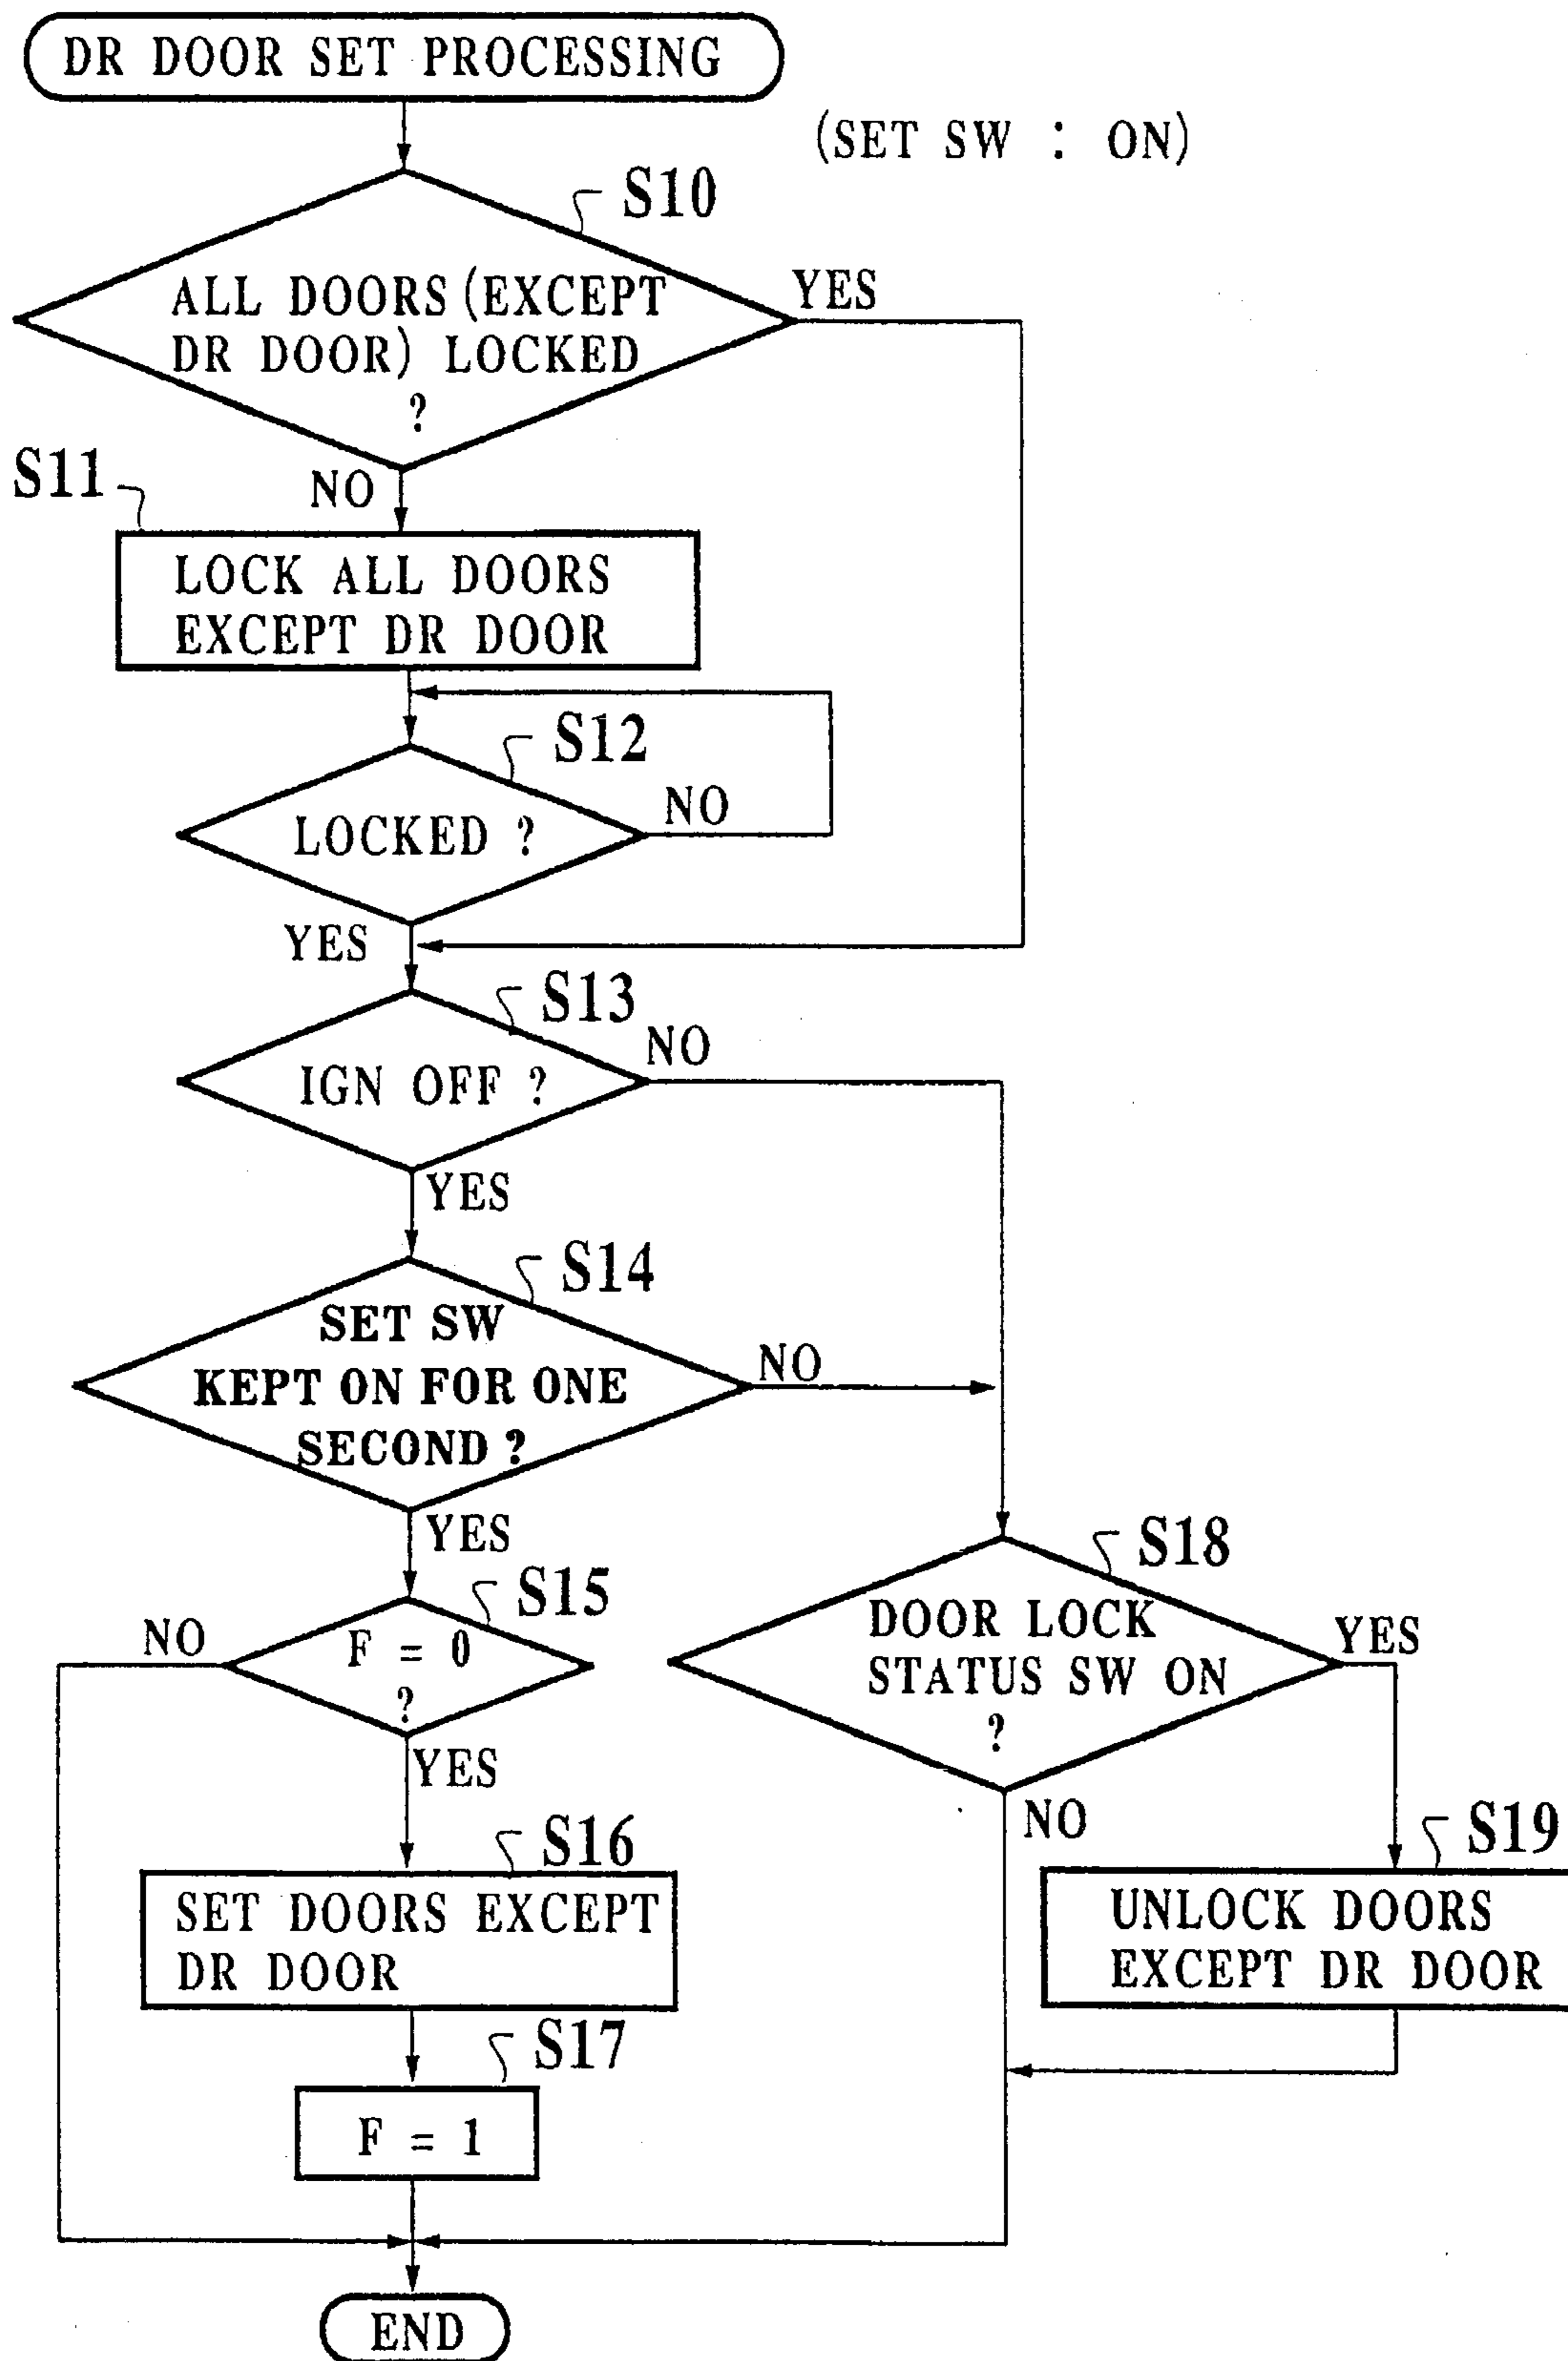 DR DOOR SET PROCESSING
(SET SW : ON)
S10
ALL DOORS (EXCEPT
DR DOOR) LOCKED
?
YES
NO
S11
LOCK ALL DOORS
EXCEPT DR DOOR
S12
LOCKED ?
NO
YES
S13
IGN OFF ?
NO
YES
S14
SET SW
KEPT ON FOR ONE
SECOND ?
NO
YES
S15
F = 0
?
NO
YES
S18
DOOR LOCK
STATUS SW ON
?
YES
NO
S16
SET DOORS EXCEPT
DR DOOR
S19
UNLOCK DOORS
EXCEPT DR DOOR
S17
F = 1
END